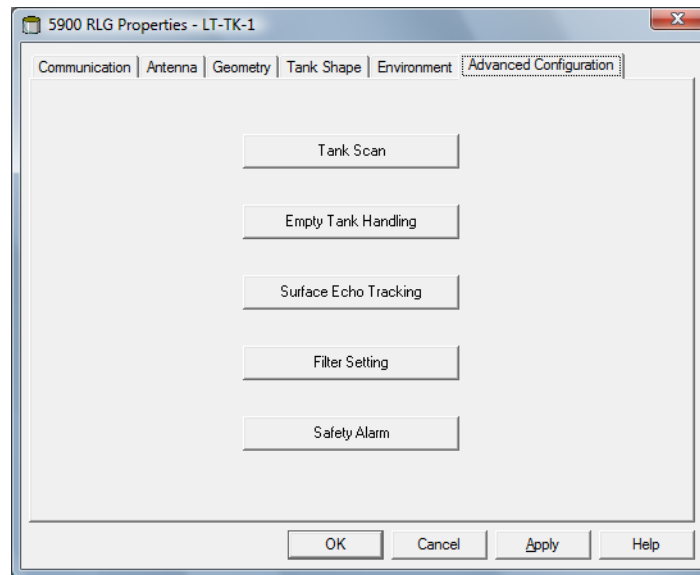 5900 RLG Properties - LT-TK-1
Communication Antenna Geometry Tank Shape Environment Advanced Configuration
Tank Scan
Empty Tank Handling
Surface Echo Tracking
Filter Setting
Safety Alarm
OK Cancel Apply Help